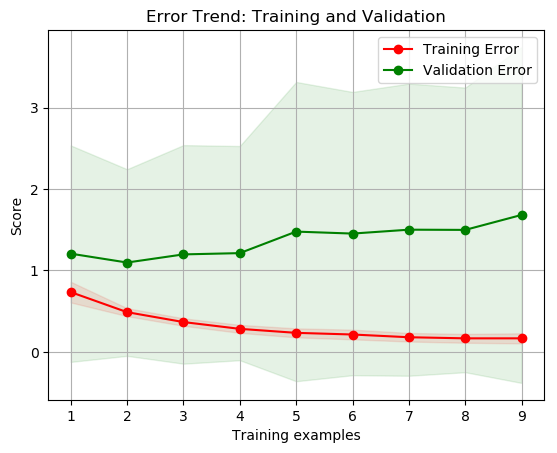 Error Trend: Training and Validation
Training Error
Validation Error
Score
3
2
1
0
1 2 3 4 5 6 7 8 9
Training examples